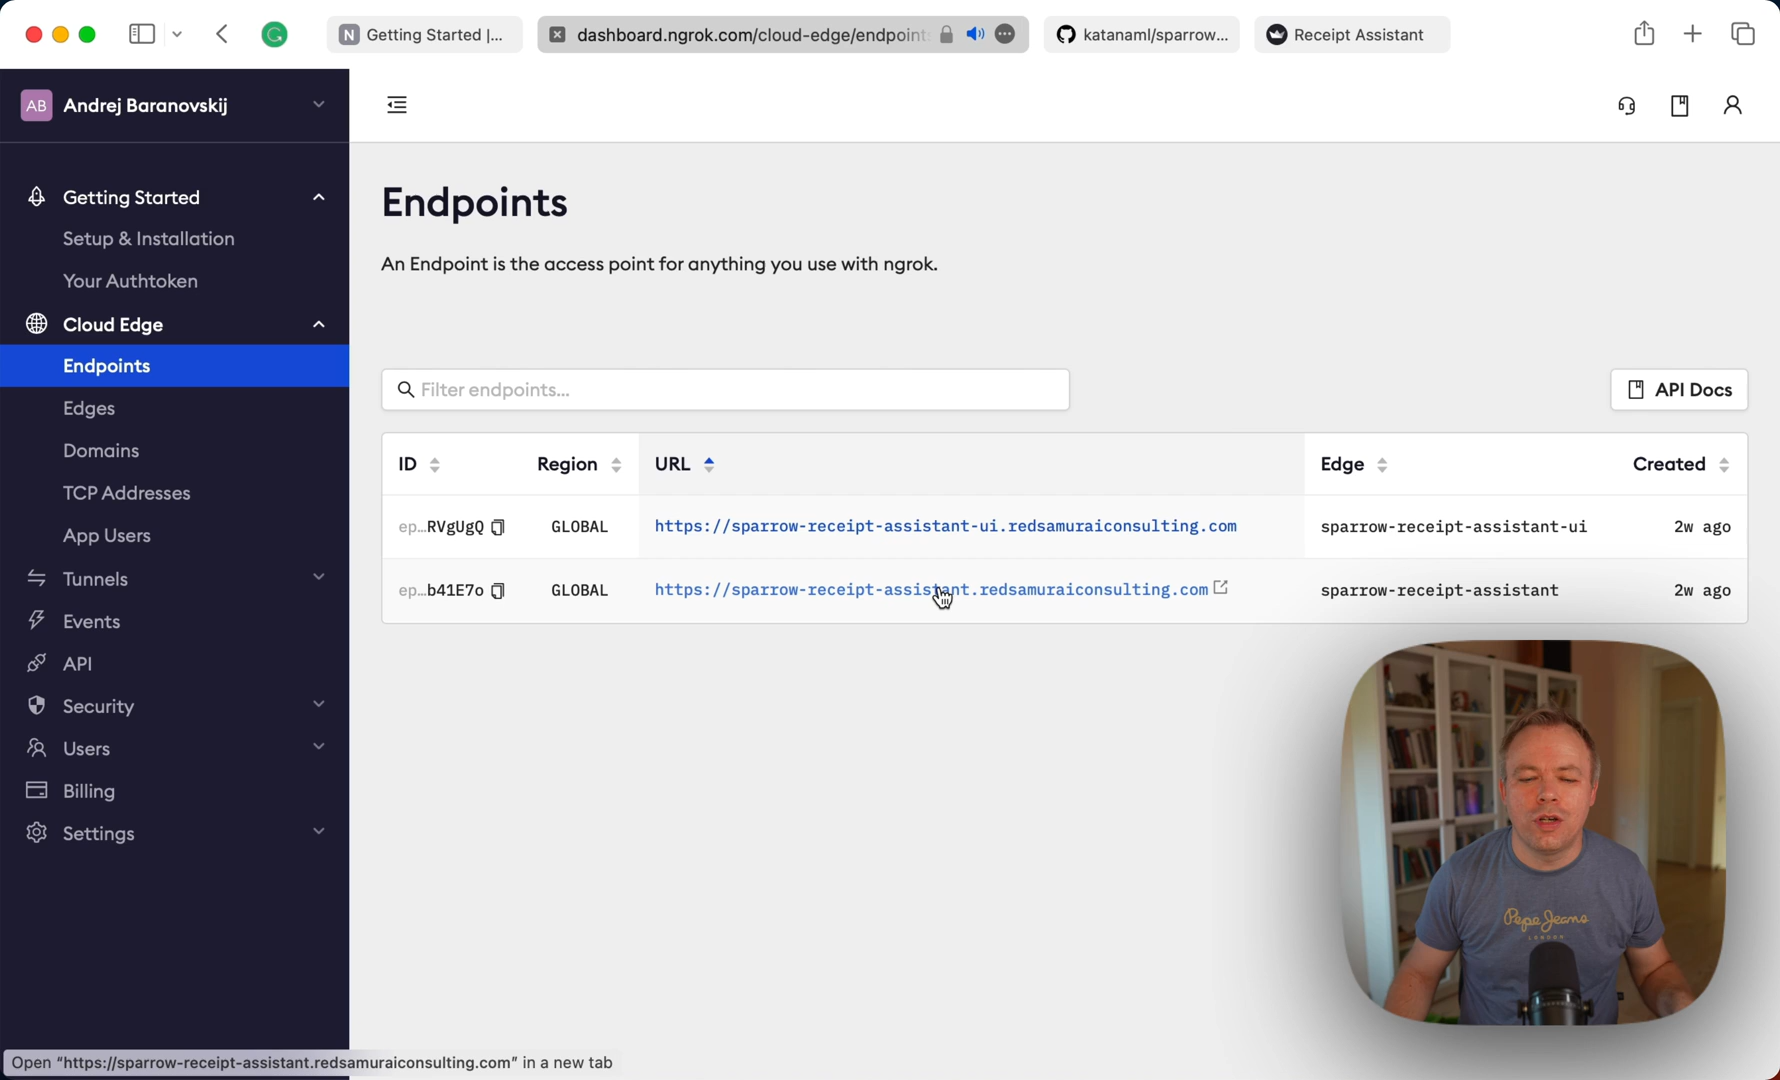 Getting Started |...
dashboard.ngrok.com/cloud-edge/endpoint
katanaml/sparrow...
Receipt Assistant
AB
Andrej Baranovskij
Getting Started
Setup & Installation
Your Authtoken
Cloud Edge
Endpoints
Edges
Domains
TCP Addresses
App Users
Tunnels
Events
API
Security
Users
Billing
Settings
Endpoints
An Endpoint is the access point for anything you use with ngrok.
Filter endpoints...
API Docs
ID Region URL Edge Created
ep...RVgUgQ GLOBAL https://sparrow-receipt-assistant-ui.redsamuraiconsulting.com sparrow-receipt-assistant-ui 2w ago
ep...b41E7o GLOBAL https://sparrow-receipt-assistant.redsamuraiconsulting.com sparrow-receipt-assistant 2w ago
Pepe Jeans
LONDON
Open “https://sparrow-receipt-assistant.redsamuraiconsulting.com” in a new tab